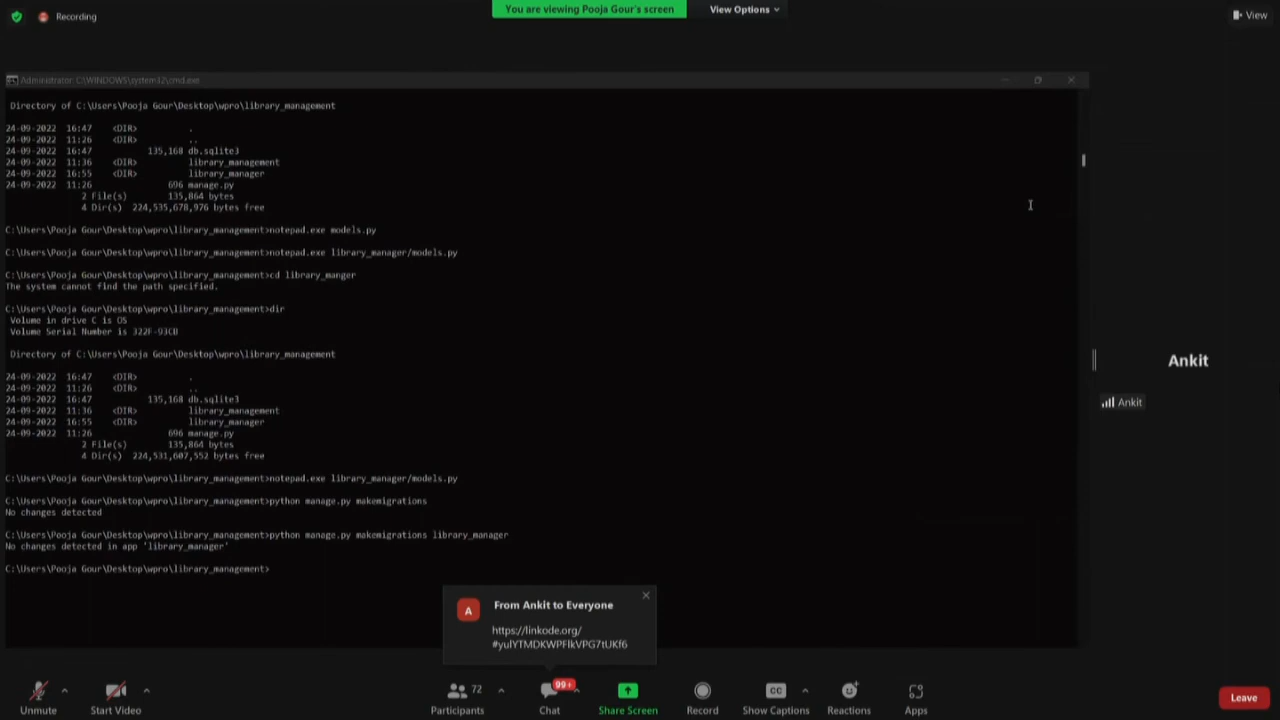 Recording
You are viewing Pooja Gour's screen
View Options
View
Administrator: C:\WINDOWS\system32\cmd.exe
Directory of C:\Users\Pooja Gour\Desktop\wpro\library_management
24-09-2022 16:47 <DIR> .
24-09-2022 11:26 <DIR> ..
24-09-2022 16:47 135,168 db.sqlite3
24-09-2022 11:36 <DIR> library_management
24-09-2022 16:55 <DIR> library_manager
24-09-2022 11:26 696 manage.py
2 File(s) 135,864 bytes
4 Dir(s) 224,535,678,976 bytes free
C:\Users\Pooja Gour\Desktop\wpro\library_management>notepad.exe models.py
C:\Users\Pooja Gour\Desktop\wpro\library_management>notepad.exe library_manager/models.py
C:\Users\Pooja Gour\Desktop\wpro\library_management>cd library_manger
The system cannot find the path specified.
C:\Users\Pooja Gour\Desktop\wpro\library_management>dir
Volume in drive C is OS
Volume Serial Number is 322F-93CD
Directory of C:\Users\Pooja Gour\Desktop\wpro\library_management
24-09-2022 16:47 <DIR> .
24-09-2022 11:26 <DIR> ..
24-09-2022 16:47 135,168 db.sqlite3
24-09-2022 11:36 <DIR> library_management
24-09-2022 16:55 <DIR> library_manager
24-09-2022 11:26 696 manage.py
2 File(s) 135,864 bytes
4 Dir(s) 224,531,607,552 bytes free
C:\Users\Pooja Gour\Desktop\wpro\library_management>notepad.exe library_manager/models.py
C:\Users\Pooja Gour\Desktop\wpro\library_management>python manage.py makemigrations
No changes detected
C:\Users\Pooja Gour\Desktop\wpro\library_management>python manage.py makemigrations library_manager
No changes detected in app 'library_manager'
C:\Users\Pooja Gour\Desktop\wpro\library_management>
Ankit
Ankit
A
From Ankit to Everyone
https://linkode.org/
#yulYTMDKWPFlkVPG7tUKf6
Unmute
Start Video
72
Participants
99+
Chat
Share Screen
Record
CC
Show Captions
Reactions
Apps
Leave